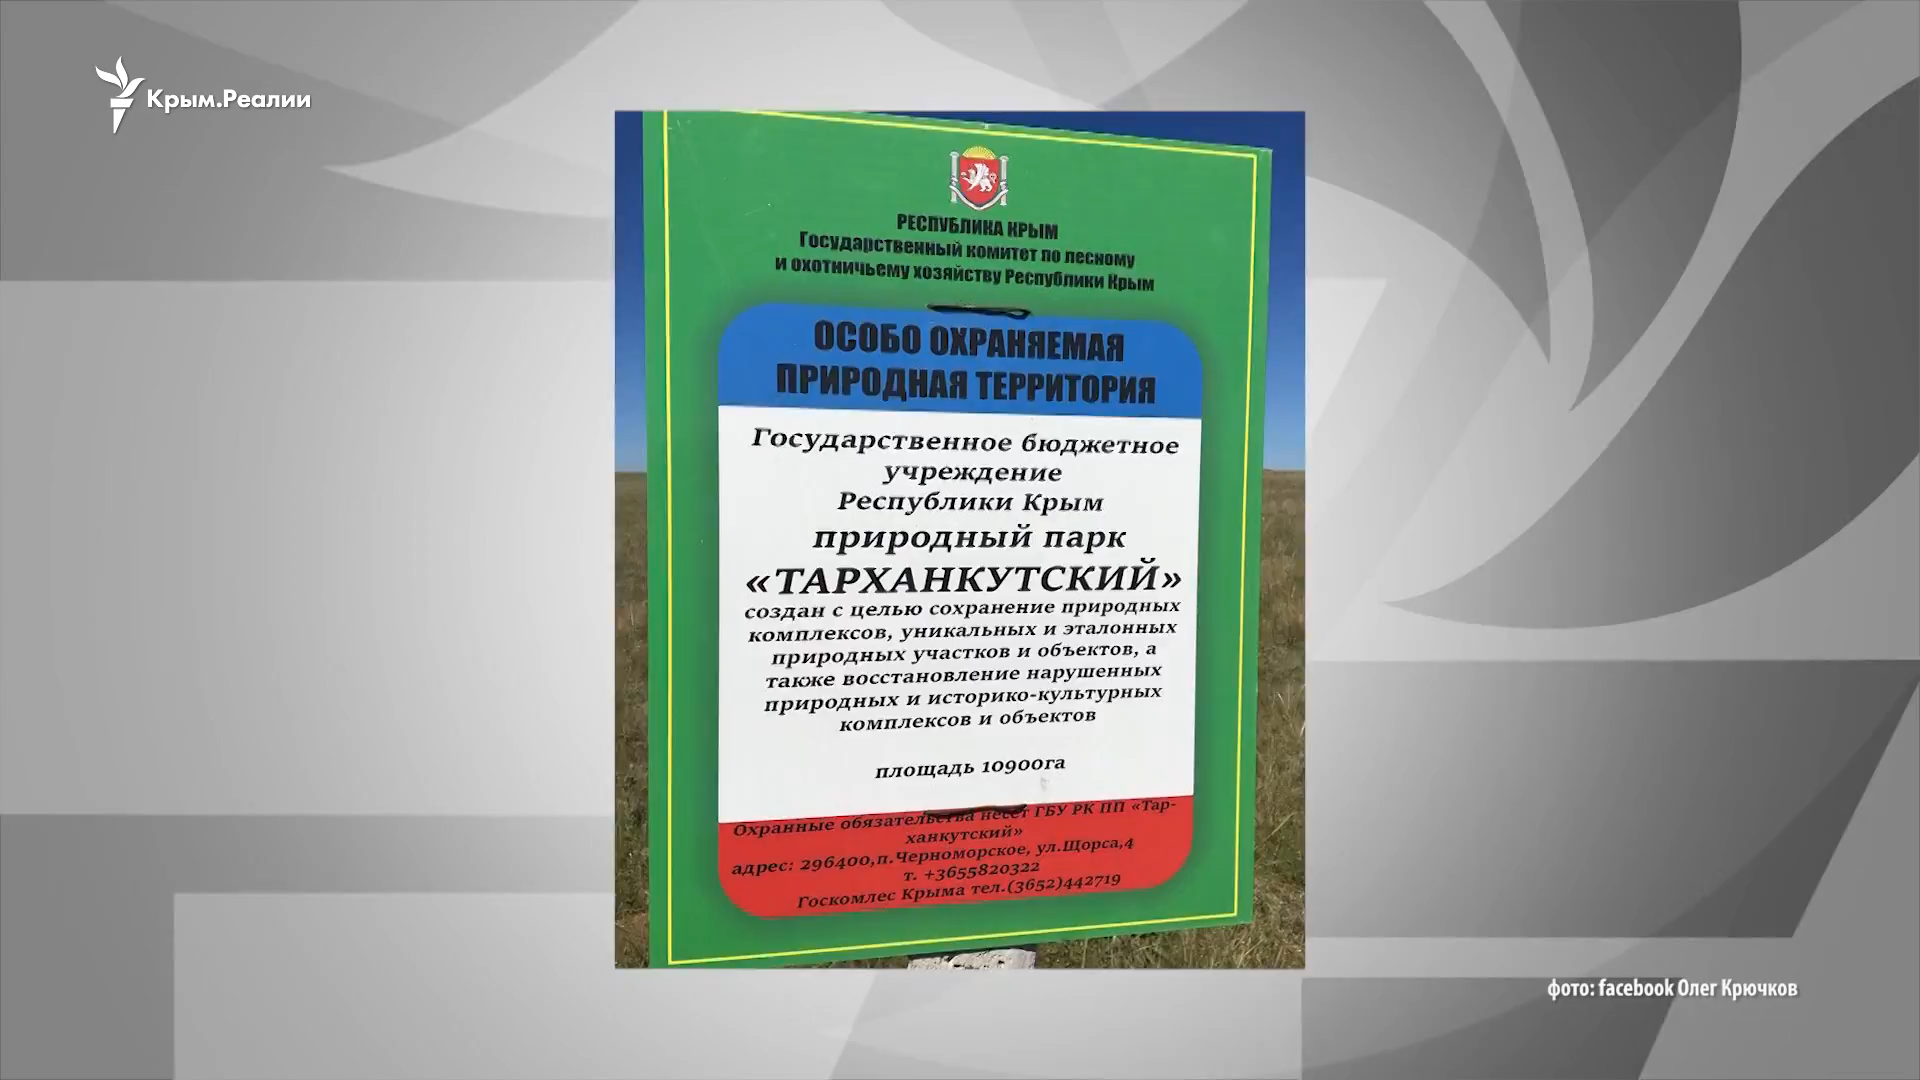 Крым.Реалии
РЕСПУБЛИКА КРЫМ
Государственный комитет по лесному
и охотничьему хозяйству Республики Крым
ОСОБО ОХРАНЯЕМАЯ
ПРИРОДНАЯ ТЕРРИТОРИЯ
Государственное бюджетное
учреждение
Республики Крым
природный парк
«ТАРХАНКУТСКИЙ»
создан с целью сохранение природных
комплексов, уникальных и эталонных
природных участков и объектов, а
также восстановление нарушенных
природных и историко-культурных
комплексов и объектов
площадь 10900га
Охранные обязательства несет ГБУ РК ПП «Тар-
ханкутский»
адрес: 296400,п.Черноморское, ул.Щорса,4
т. +3655820322
Госкомлес Крыма тел.(3652)442719
фото: facebook Олег Крючков